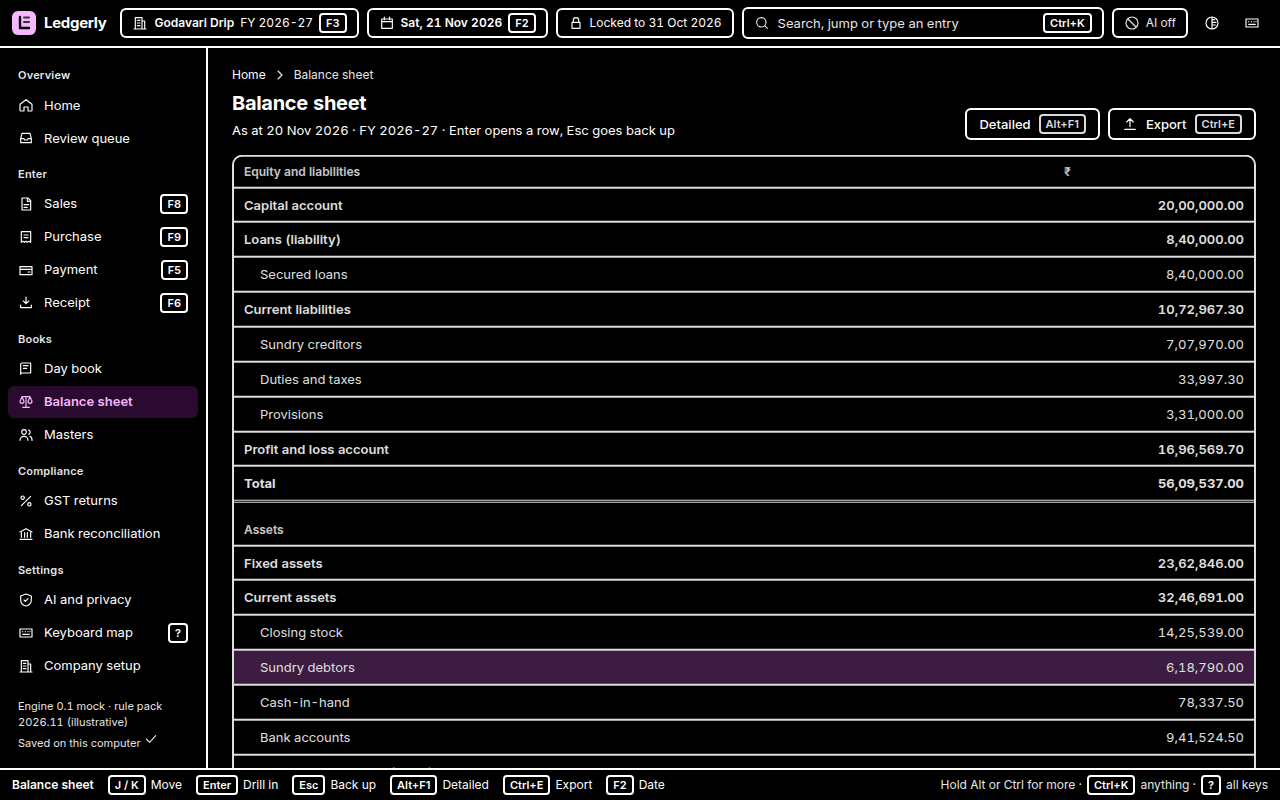 Ledgerly
Godavari Drip FY 2026-27 F3
Sat, 21 Nov 2026 F2
Locked to 31 Oct 2026
Search, jump or type an entry Ctrl+K
AI off
Overview
Home
Review queue
Enter
Sales F8
Purchase F9
Payment F5
Receipt F6
Books
Day book
Balance sheet
Masters
Compliance
GST returns
Bank reconciliation
Settings
AI and privacy
Keyboard map ?
Company setup
Engine 0.1 mock · rule pack
2026.11 (illustrative)
Saved on this computer
Home > Balance sheet
Balance sheet
As at 20 Nov 2026 · FY 2026-27 · Enter opens a row, Esc goes back up
Detailed Alt+F1
Export Ctrl+E
Equity and liabilities ₹
Capital account 20,00,000.00
Loans (liability) 8,40,000.00
Secured loans 8,40,000.00
Current liabilities 10,72,967.30
Sundry creditors 7,07,970.00
Duties and taxes 33,997.30
Provisions 3,31,000.00
Profit and loss account 16,96,569.70
Total 56,09,537.00
Assets
Fixed assets 23,62,846.00
Current assets 32,46,691.00
Closing stock 14,25,539.00
Sundry debtors 6,18,790.00
Cash-in-hand 78,337.50
Bank accounts 9,41,524.50
Balance sheet J / K Move Enter Drill in Esc Back up Alt+F1 Detailed Ctrl+E Export F2 Date
Hold Alt or Ctrl for more · Ctrl+K anything · ? all keys